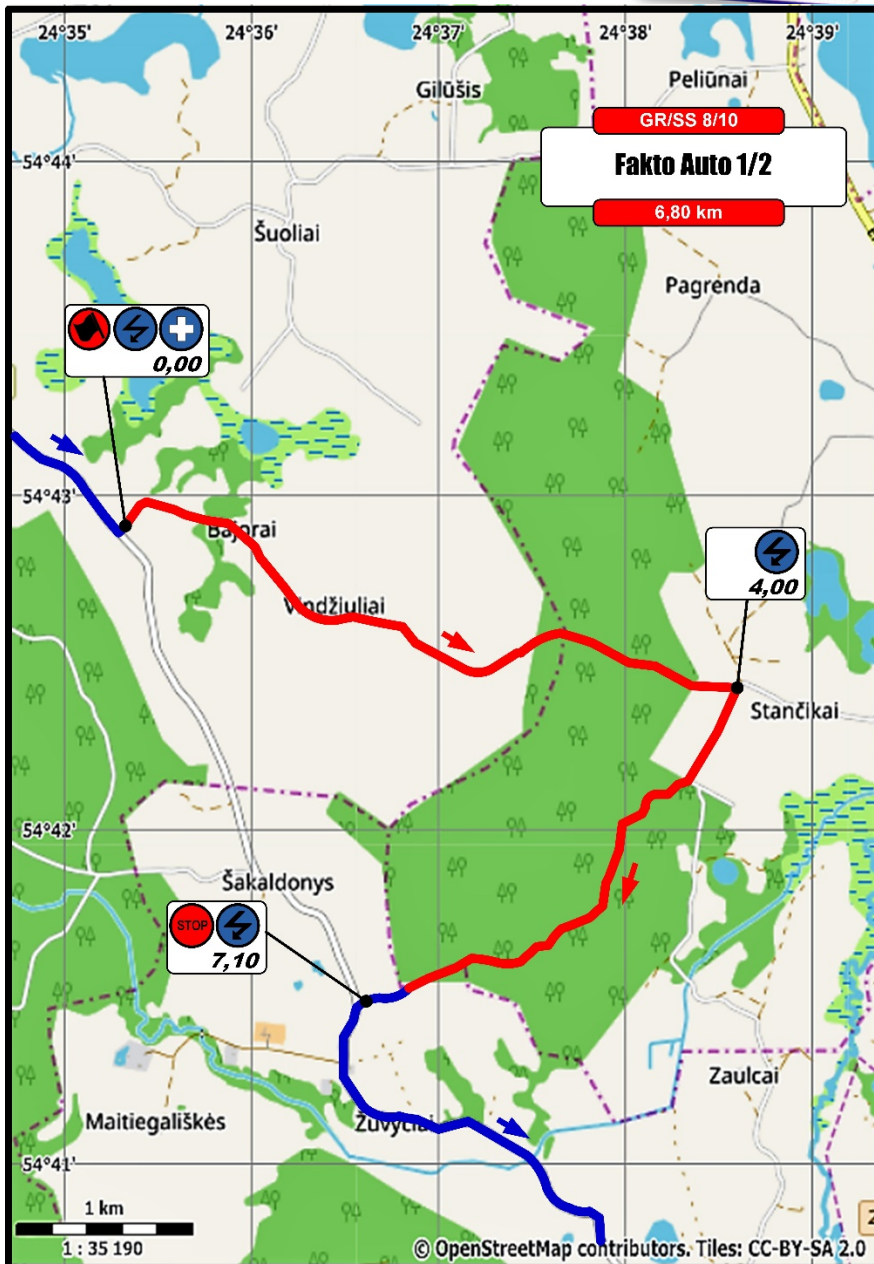 24°35' 24°36' 24°37' 24°38' 24°39'
Gilūšis
Peliūnai
GR/SS 8/10
Fakto Auto 1/2
6,80 km
54°44'
Šuoliai
Pagrenda
0,00
54°43'
Bajorai
4,00
Vindžiuliai
Stančikai
54°42'
Šakaldonys
STOP
7,10
Zaulcai
Maitiegališkės
Žuvyčiai
54°41'
1 km
2
1 : 35 190
© OpenStreetMap contributors. Tiles: CC-BY-SA 2.0